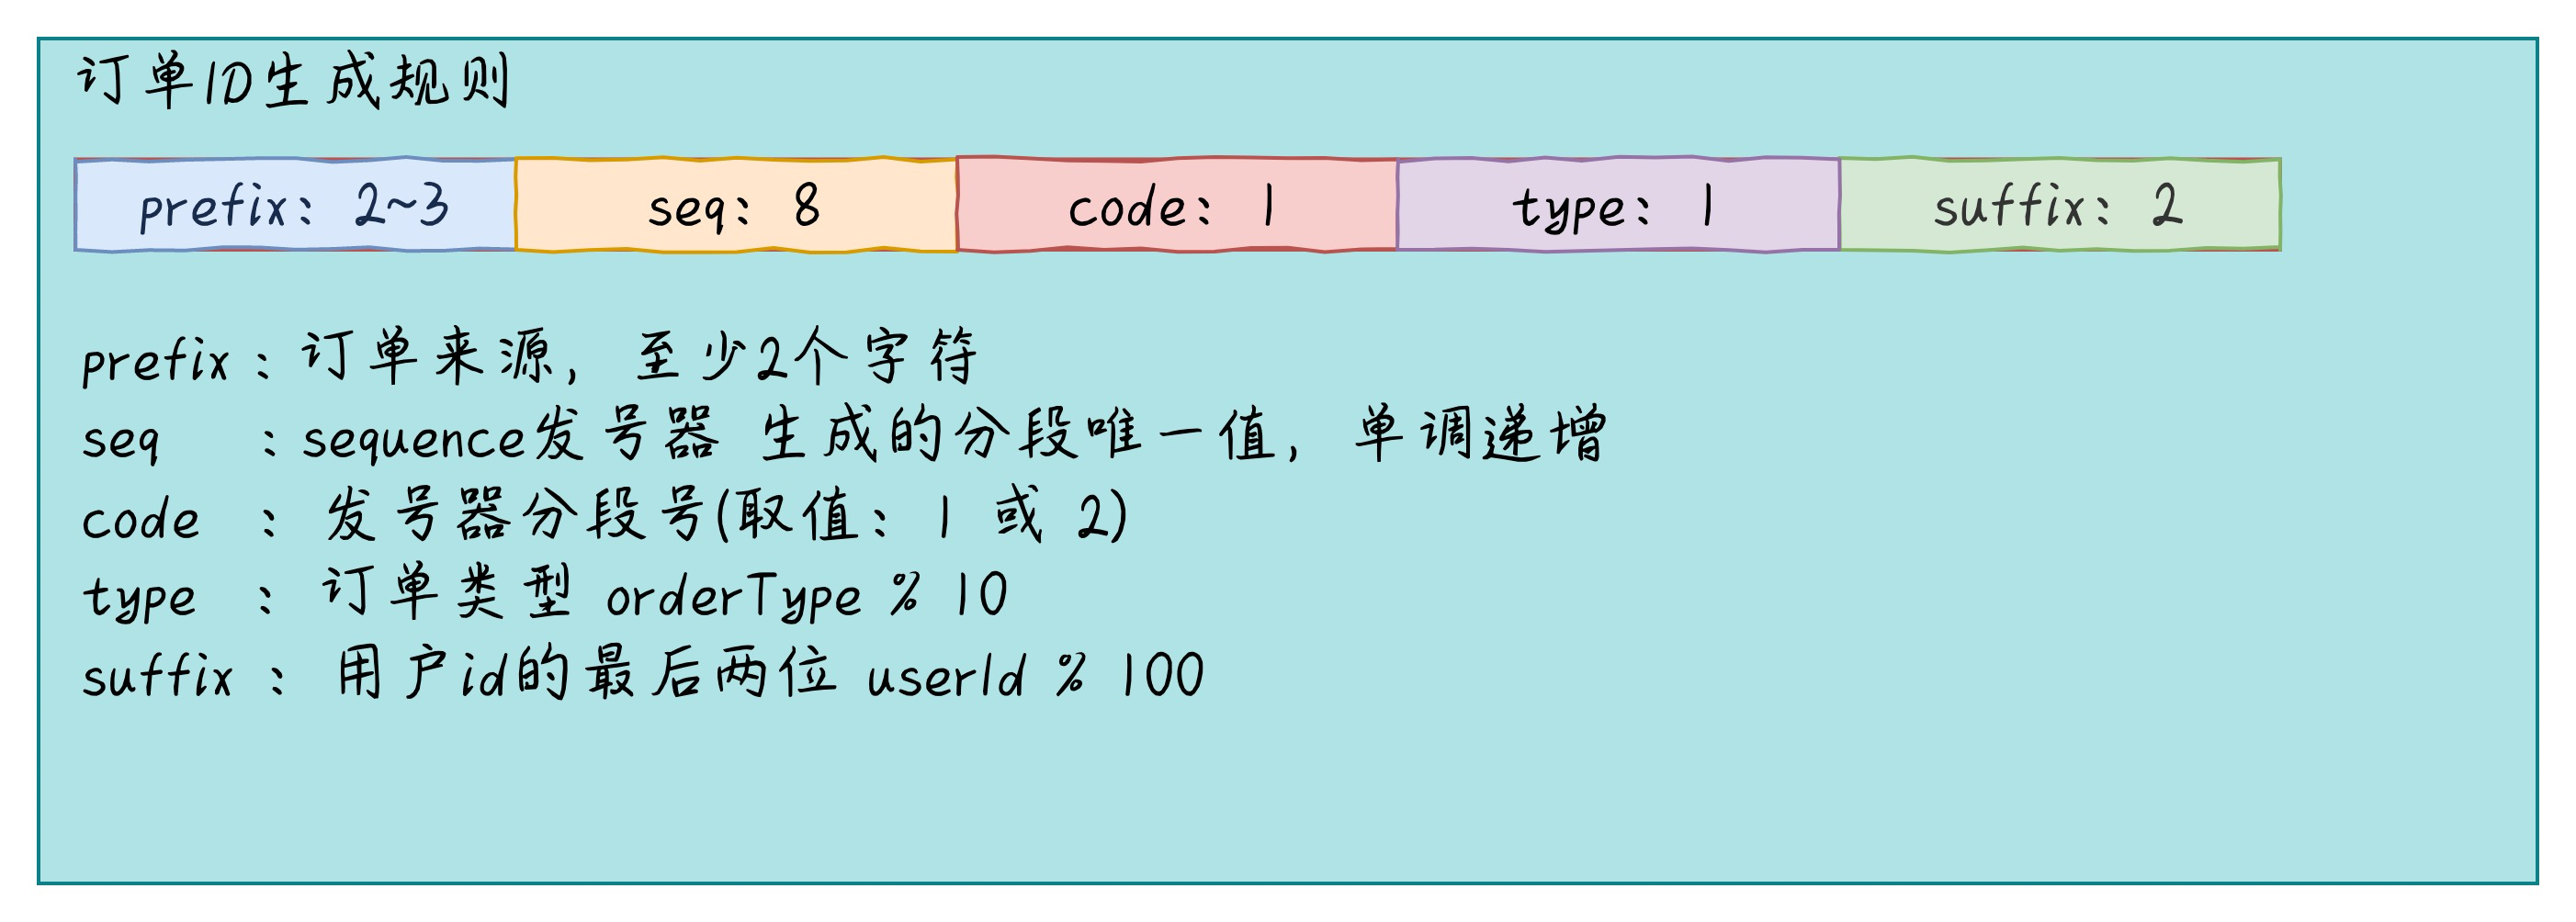 订单ID生成规则
prefix: 2~3 seq: 8 code: 1 type: 1 suffix: 2
prefix : 订单来源, 至少2个字符
seq : sequence发号器 生成的分段唯一值, 单调递增
code : 发号器分段号(取值: 1 或 2)
type : 订单类型 orderType % 10
suffix : 用户id的最后两位 userId % 100